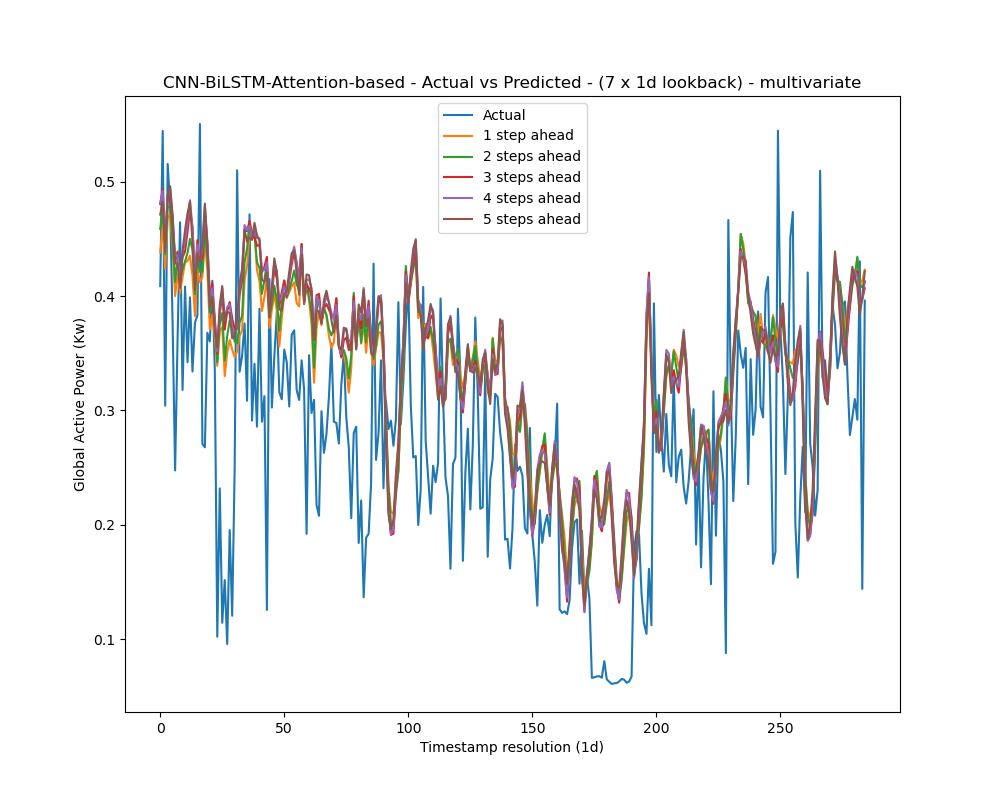 CNN-BiLSTM-Attention-based - Actual vs Predicted - (7 x 1d lookback) - multivariate
Actual
1 step ahead
2 steps ahead
3 steps ahead
4 steps ahead
5 steps ahead
0.5
0.4
0.3
0.2
0.1
Global Active Power (Kw)
0 50 100 150 200 250
Timestamp resolution (1d)